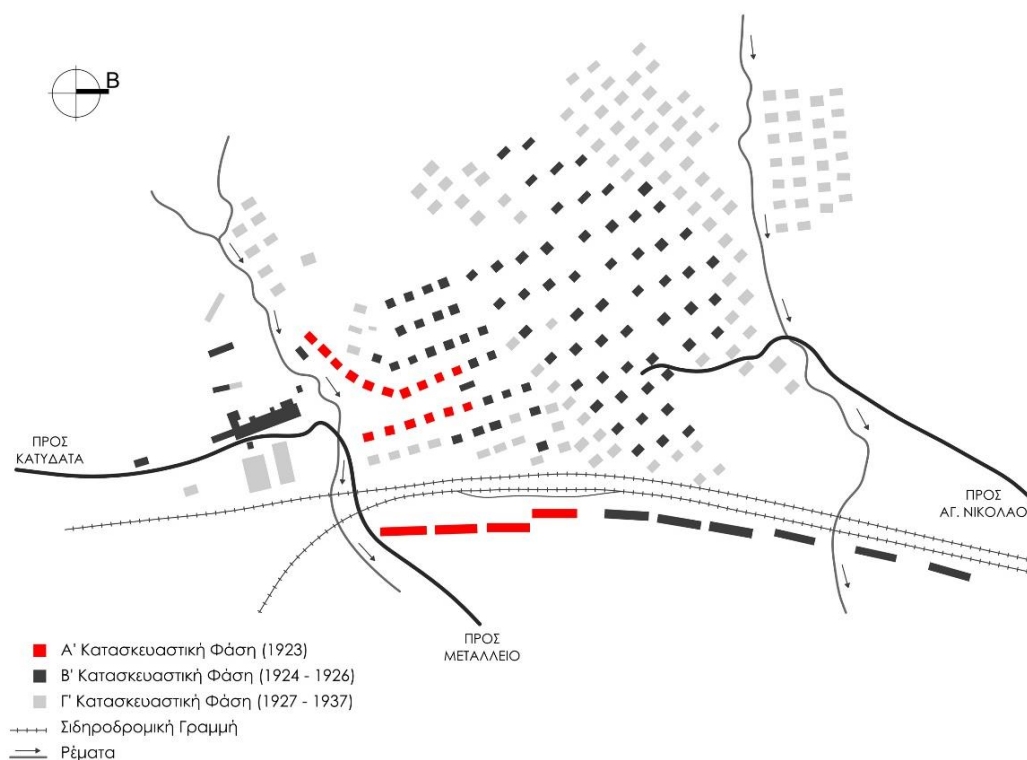 Β
ΠΡΟΣ
ΚΑΤΥΔΑΤΑ
ΠΡΟΣ
ΑΓ. ΝΙΚΟΛΑΟ
ΠΡΟΣ
ΜΕΤΑΛΛΕΙΟ
Α' Κατασκευαστική Φάση (1923)
Β' Κατασκευαστική Φάση (1924 - 1926)
Γ' Κατασκευαστική Φάση (1927 - 1937)
Σιδηροδρομική Γραμμή
Ρέματα